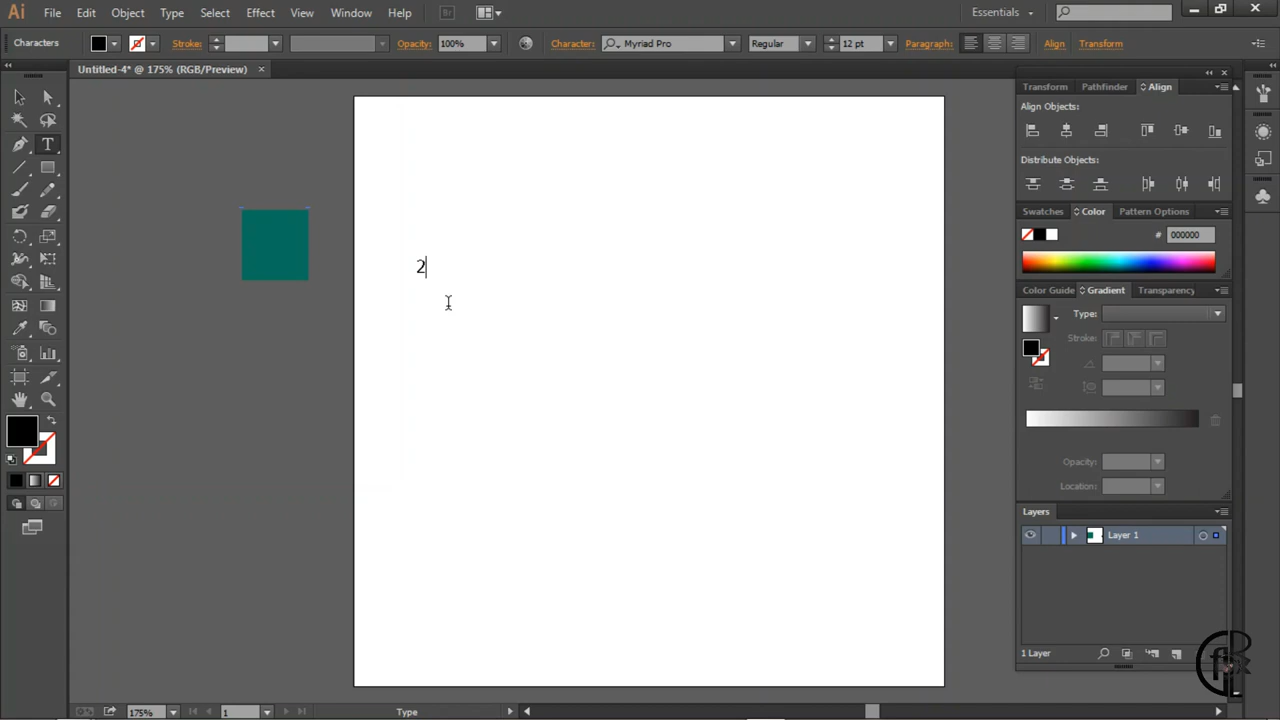 Ai File Edit Object Type Select Effect View Window Help Br Essentials
Characters Stroke: Opacity: 100% Character: Myriad Pro Regular 12 pt Paragraph: Align Transform
Untitled-4* @ 175% (RGB/Preview)
Transform Pathfinder Align
Align Objects:
Distribute Objects:
Swatches Color Pattern Options
# 000000
2
Color Guide Gradient Transparency
Type:
Stroke:
Opacity:
Location:
Layers
Layer 1
1 Layer
175% 1 Type